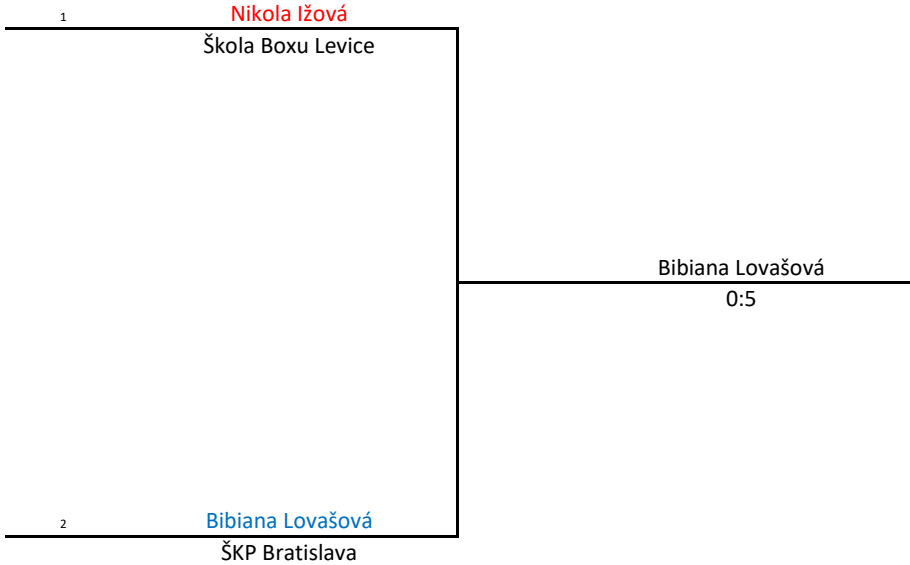 1 Nikola Ižová
Škola Boxu Levice
Bibiana Lovašová
0:5
2 Bibiana Lovašová
ŠKP Bratislava